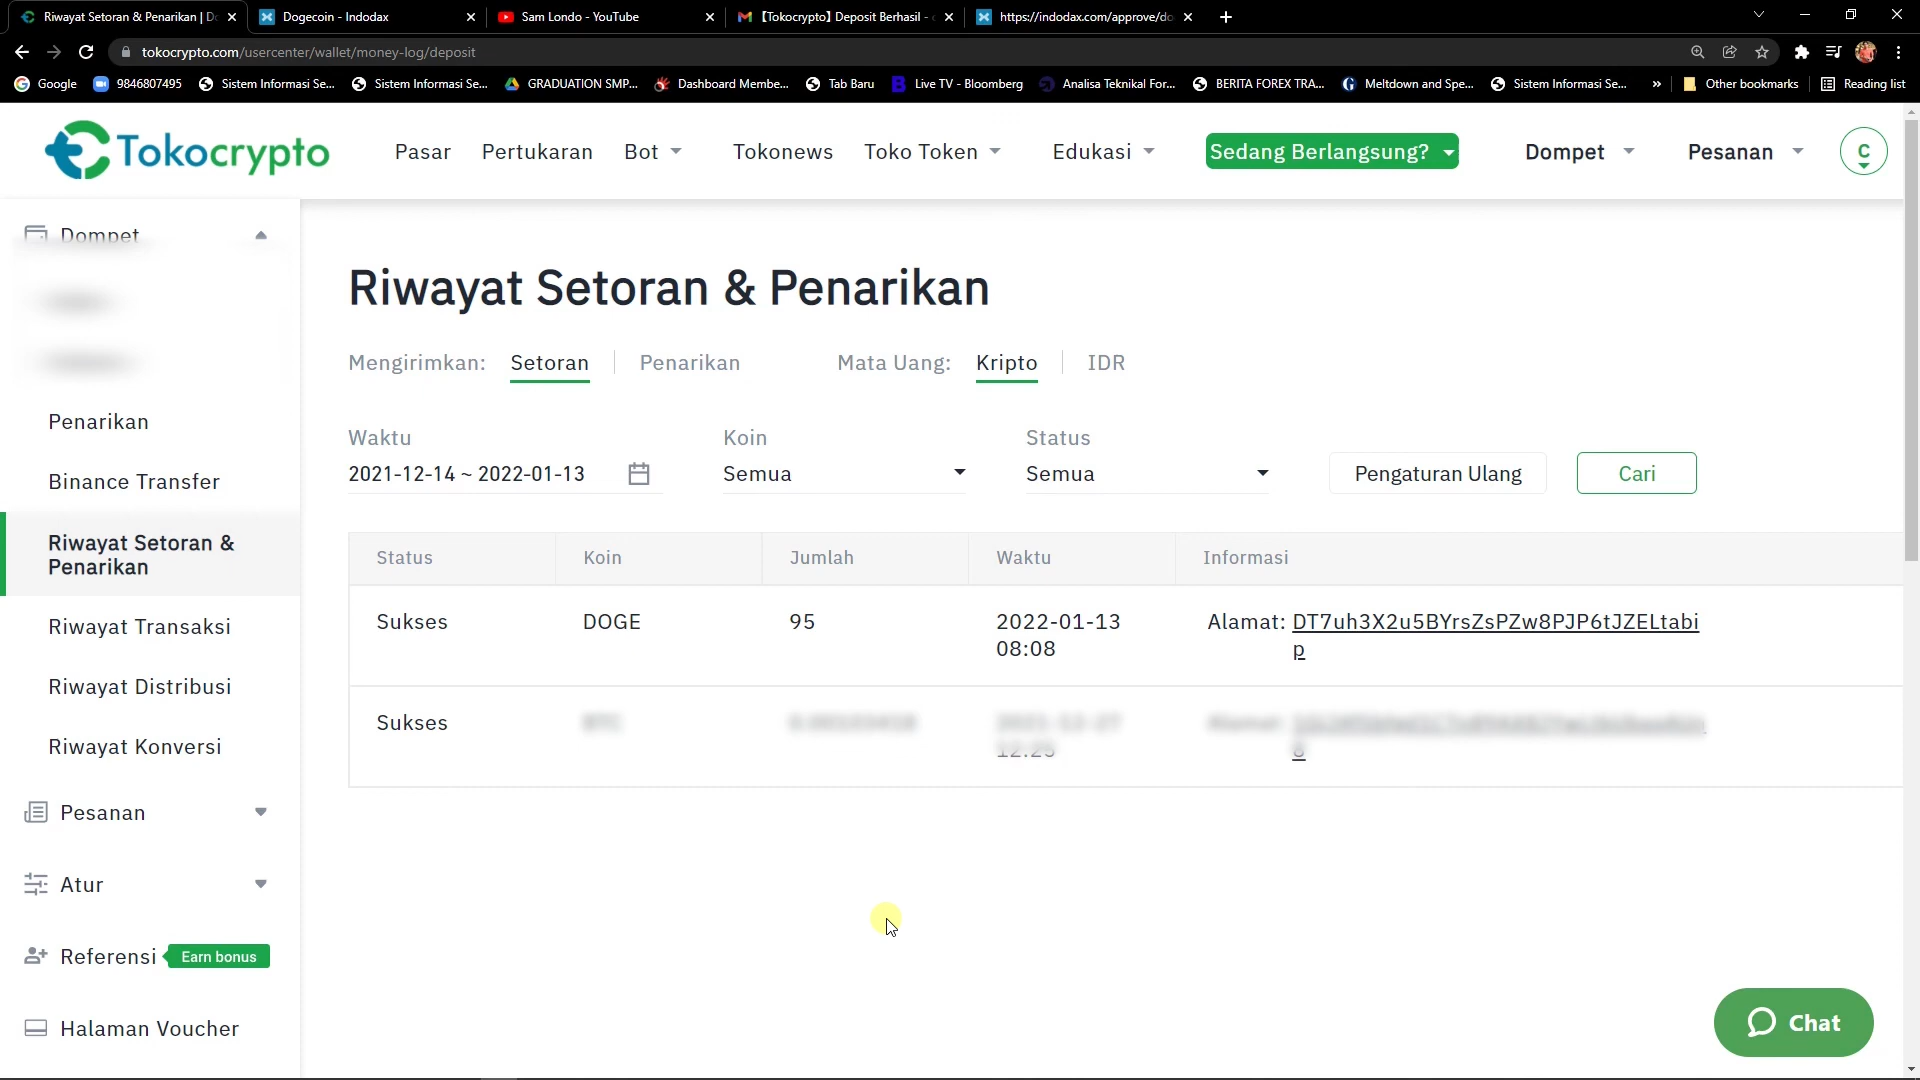 Riwayat Setoran & Penarikan | Do
Dogecoin - Indodax
Sam Londo - YouTube
【Tokocrypto】Deposit Berhasil -
https://indodax.com/approve/do
tokocrypto.com/usercenter/wallet/money-log/deposit
Google
9846807495
Sistem Informasi Se...
Sistem Informasi Se...
GRADUATION SMP...
Dashboard Membe...
Tab Baru
Live TV - Bloomberg
Analisa Teknikal For...
BERITA FOREX TRA...
Meltdown and Spe...
Sistem Informasi Se...
»
Other bookmarks
Reading list
Tokocrypto
Pasar
Pertukaran
Bot
Tokonews
Toko Token
Edukasi
Sedang Berlangsung?
Dompet
Pesanan
C
Dompet
Penarikan
Binance Transfer
Riwayat Setoran &
Penarikan
Riwayat Transaksi
Riwayat Distribusi
Riwayat Konversi
Pesanan
Atur
Referensi
Earn bonus
Halaman Voucher
Riwayat Setoran & Penarikan
Mengirimkan:
Setoran
Penarikan
Mata Uang:
Kripto
IDR
Waktu
Koin
Status
2021-12-14 ~ 2022-01-13
Semua
Semua
Pengaturan Ulang
Cari
Status
Koin
Jumlah
Waktu
Informasi
Sukses
DOGE
95
2022-01-13
08:08
Alamat: DT7uh3X2u5BYrsZsPZw8PJP6tJZELtabi
p
Sukses
Chat